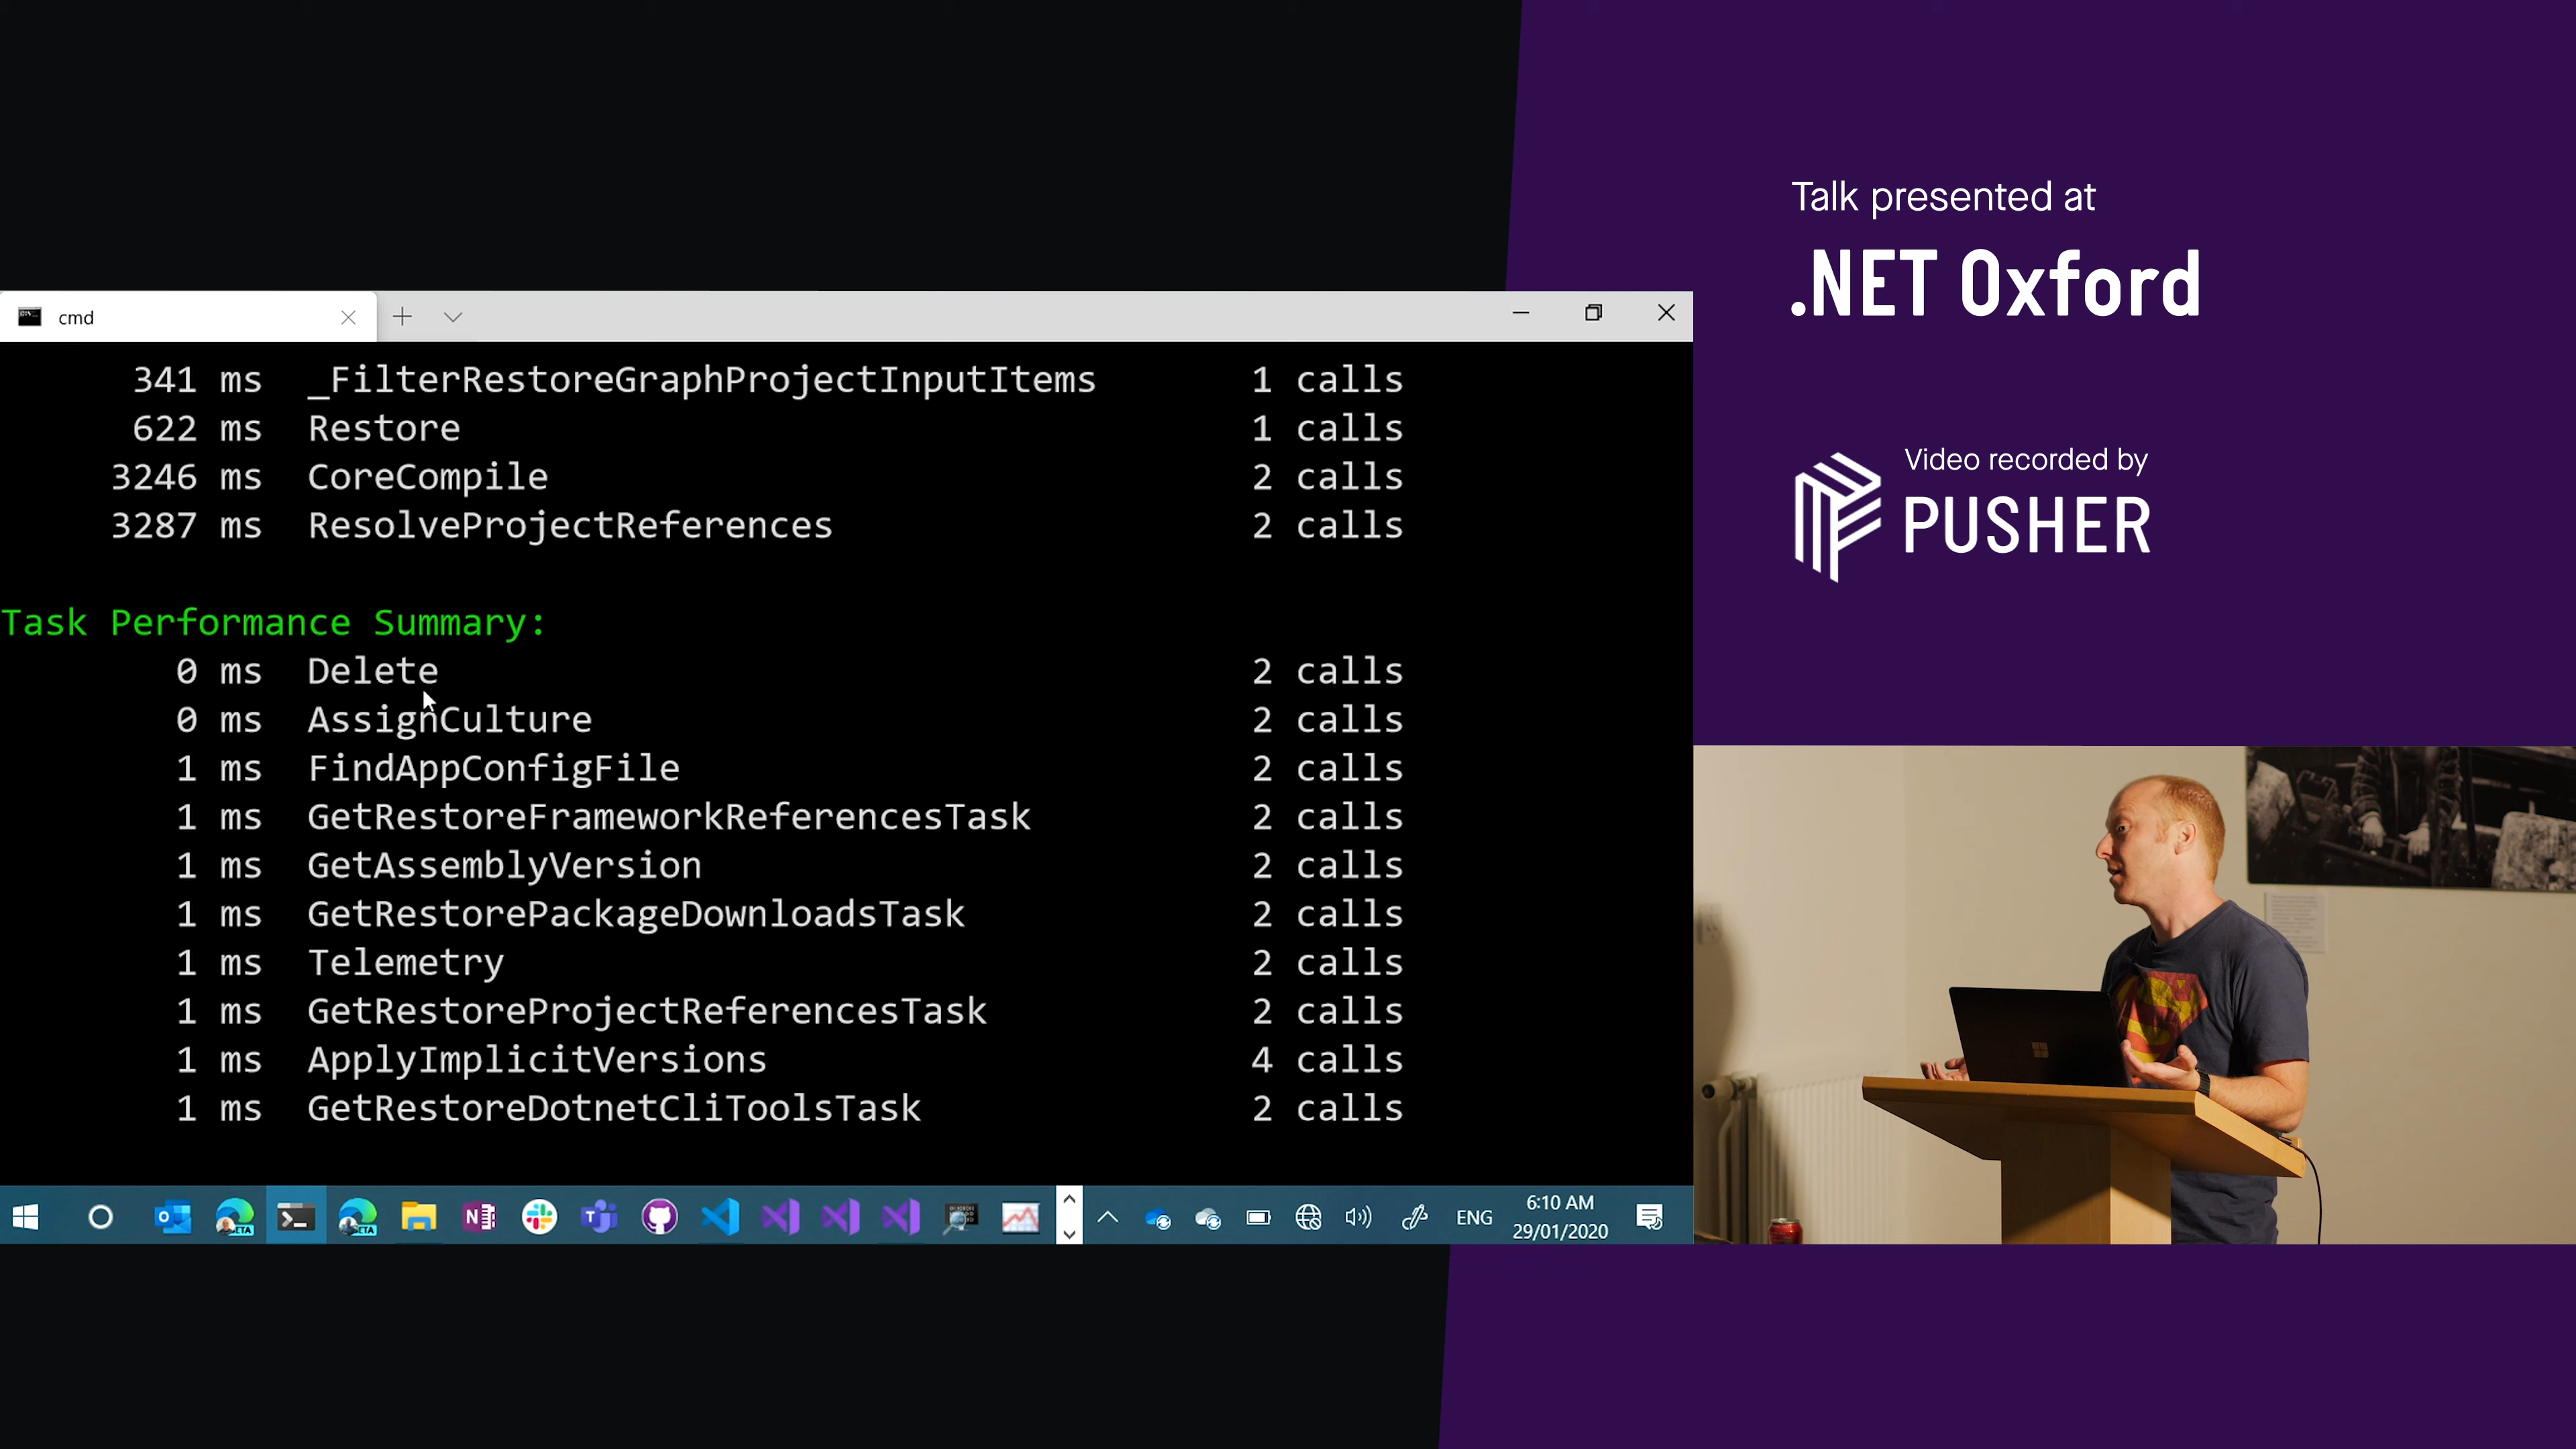 Talk presented at
.NET Oxford
Video recorded by
PUSHER
cmd
341 ms _FilterRestoreGraphProjectInputItems 1 calls
622 ms Restore 1 calls
3246 ms CoreCompile 2 calls
3287 ms ResolveProjectReferences 2 calls
Task Performance Summary:
0 ms Delete 2 calls
0 ms AssignCulture 2 calls
1 ms FindAppConfigFile 2 calls
1 ms GetRestoreFrameworkReferencesTask 2 calls
1 ms GetAssemblyVersion 2 calls
1 ms GetRestorePackageDownloadsTask 2 calls
1 ms Telemetry 2 calls
1 ms GetRestoreProjectReferencesTask 2 calls
1 ms ApplyImplicitVersions 4 calls
1 ms GetRestoreDotnetCliToolsTask 2 calls
ENG
6:10 AM
29/01/2020